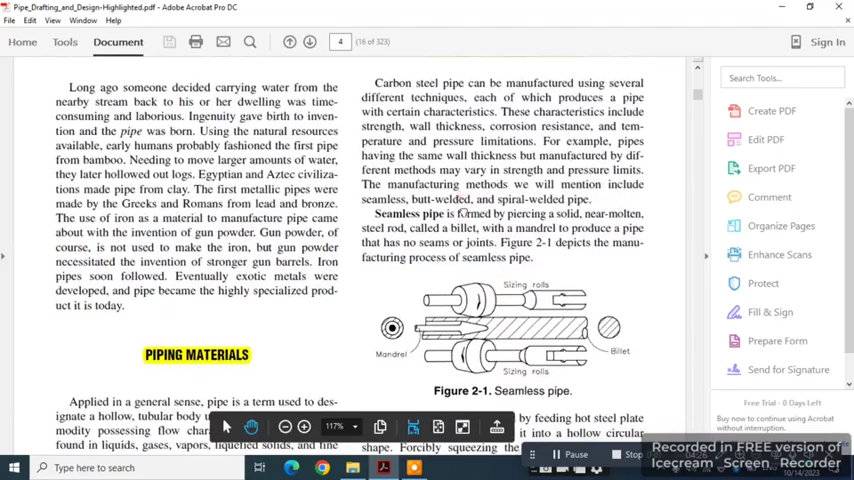 Pipe_Drafting_and_Design-Highlighted.pdf - Adobe Acrobat Pro DC
File Edit View Window Help
Home Tools Document
4 (16 of 323)
Sign In
Long ago someone decided carrying water from the
nearby stream back to his or her dwelling was time-
consuming and laborious. Ingenuity gave birth to inven-
tion and the pipe was born. Using the natural resources
available, early humans probably fashioned the first pipe
from bamboo. Needing to move larger amounts of water,
they later hollowed out logs. Egyptian and Aztec civiliza-
tions made pipe from clay. The first metallic pipes were
made by the Greeks and Romans from lead and bronze.
The use of iron as a material to manufacture pipe came
about with the invention of gun powder. Gun powder, of
course, is not used to make the iron, but gun powder
necessitated the invention of stronger gun barrels. Iron
pipes soon followed. Eventually exotic metals were
developed, and pipe became the highly specialized prod-
uct it is today.
PIPING MATERIALS
Applied in a general sense, pipe is a term used to des-
ignate a hollow, tubular body
modity possessing flow
found in liquids, gases, vapors, liquefied solids, and fine
Carbon steel pipe can be manufactured using several
different techniques, each of which produces a pipe
with certain characteristics. These characteristics include
strength, wall thickness, corrosion resistance, and tem-
perature and pressure limitations. For example, pipes
having the same wall thickness but manufactured by dif-
ferent methods may vary in strength and pressure limits.
The manufacturing methods we will mention include
seamless, butt-welded, and spiral-welded pipe.
Seamless pipe is formed by piercing a solid, near-molten,
steel rod, called a billet, with a mandrel to produce a pipe
that has no seams or joints. Figure 2-1 depicts the manu-
facturing process of seamless pipe.
Sizing rolls
Mandrel
Billet
Sizing rolls
Figure 2-1. Seamless pipe.
by feeding hot steel plate
it into a hollow circular
shape. Forcibly squeezing the
117%
Search Tools...
Create PDF
Edit PDF
Export PDF
Comment
Organize Pages
Enhance Scans
Protect
Fill & Sign
Prepare Form
Send for Signature
Free Trial - 0 Days Left
Buy now to continue using Acrobat
without interruption.
Pause
Stop
04:26
Recorded in FREE version of
Icecream Screen Recorder
Type here to search
10/14/2023